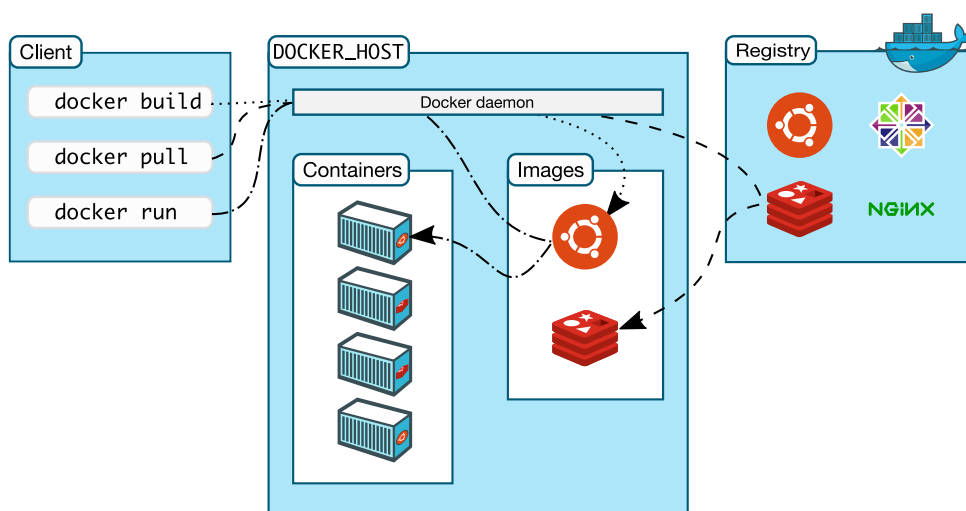 Client
docker build
docker pull
docker run
DOCKER_HOST
Docker daemon
Containers
Images
Registry
NGiNX